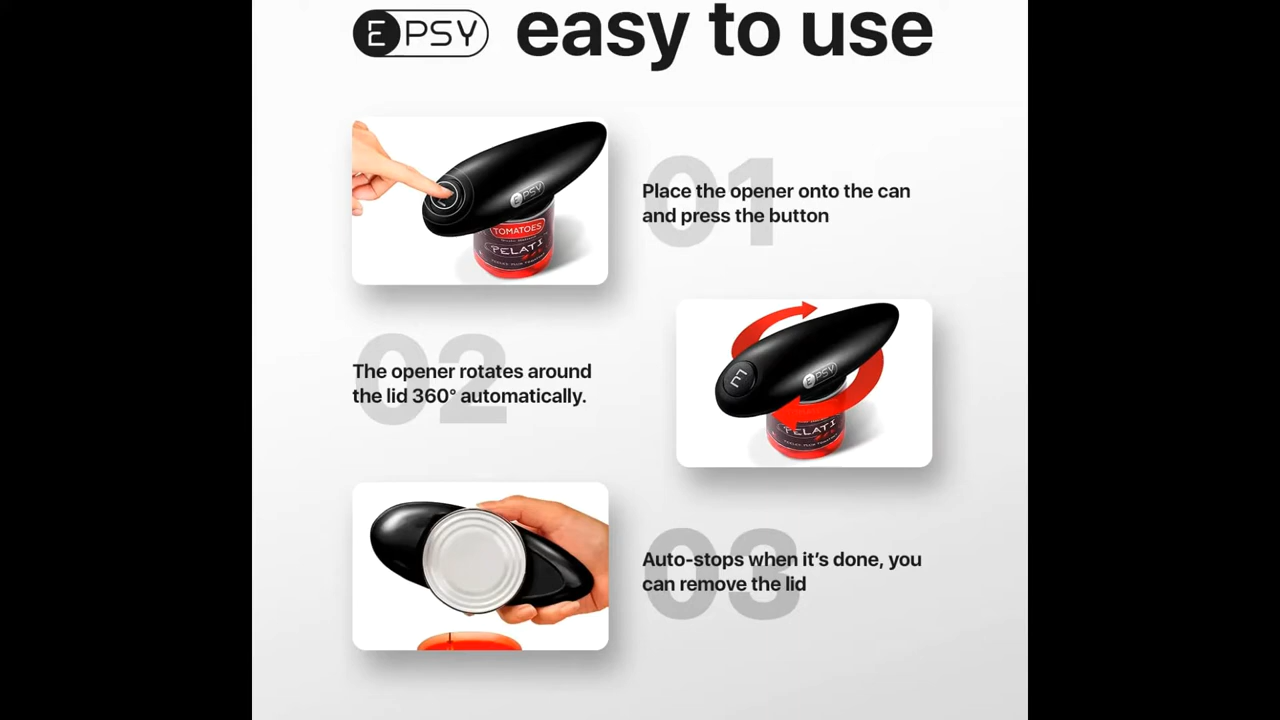 EPSY easy to use
EPSY
TOMATOES
PELATI
01
Place the opener onto the can
and press the button
02
The opener rotates around
the lid 360° automatically.
E
EPSY
PELATI
03
Auto-stops when it’s done, you
can remove the lid